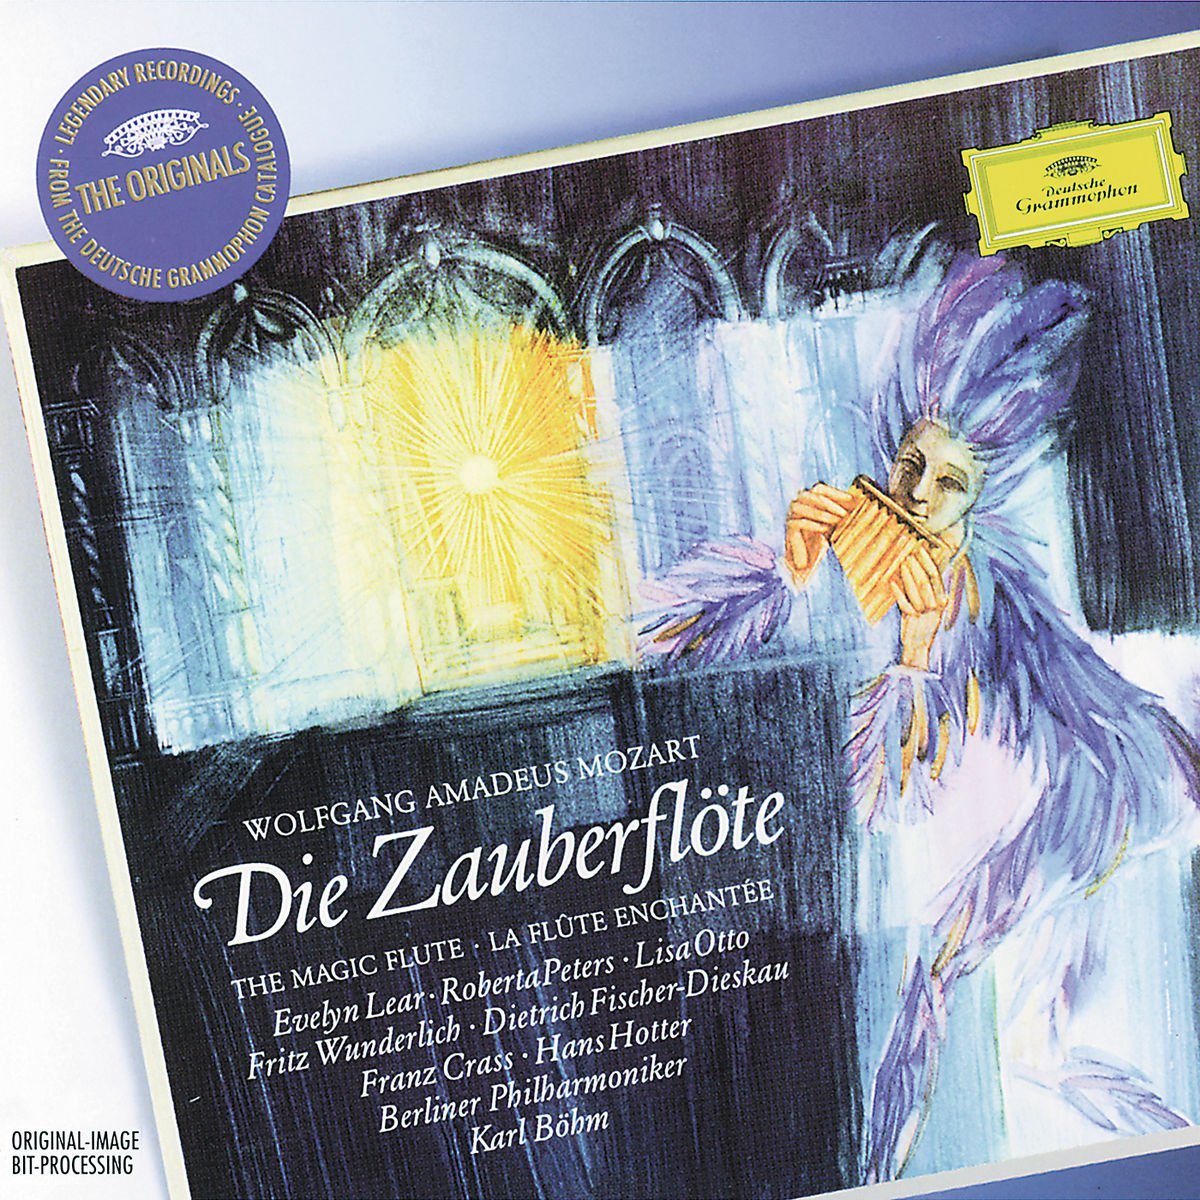 LEGENDARY RECORDINGS ·
THE ORIGINALS
FROM THE DEUTSCHE GRAMMOPHON CATALOGUE ·
Deutsche
Grammophon
WOLFGANG AMADEUS MOZART
Die Zauberflöte
THE MAGIC FLUTE · LA FLÛTE ENCHANTÉE
Evelyn Lear · Roberta Peters · Lisa Otto
Fritz Wunderlich · Dietrich Fischer-Dieskau
Franz Crass · Hans Hotter
Berliner Philharmoniker
Karl Böhm
ORIGINAL-IMAGE
BIT-PROCESSING